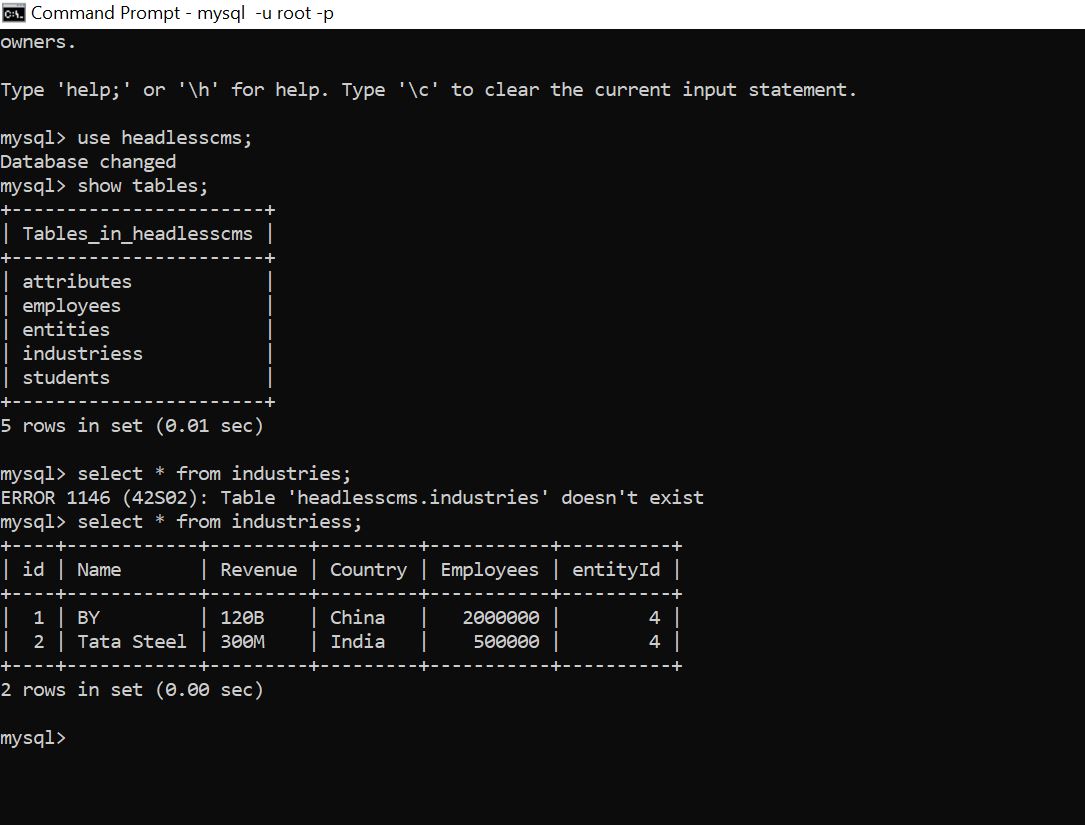 Command Prompt - mysql  -u root -p
owners.
Type 'help;' or '\h' for help. Type '\c' to clear the current input statement.
mysql> use headlesscms;
Database changed
mysql> show tables;
+-----------------------+
| Tables_in_headlesscms |
+-----------------------+
| attributes            |
| employees             |
| entities              |
| industriess           |
| students              |
+-----------------------+
5 rows in set (0.01 sec)
mysql> select * from industries;
ERROR 1146 (42S02): Table 'headlesscms.industries' doesn't exist
mysql> select * from industriess;
+----+------------+---------+---------+-----------+----------+
| id | Name       | Revenue | Country | Employees | entityId |
+----+------------+---------+---------+-----------+----------+
|  1 | BY         | 120B    | China   |   2000000 |        4 |
|  2 | Tata Steel | 300M    | India   |    500000 |        4 |
+----+------------+---------+---------+-----------+----------+
2 rows in set (0.00 sec)
mysql>